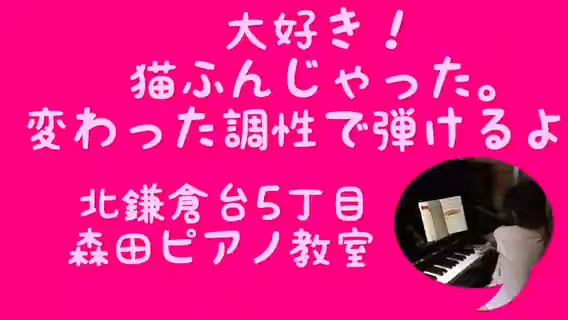 大好き！
猫ふんじゃった。
変わった調性で弾けるよ
北鎌倉台5丁目
森田ピアノ教室